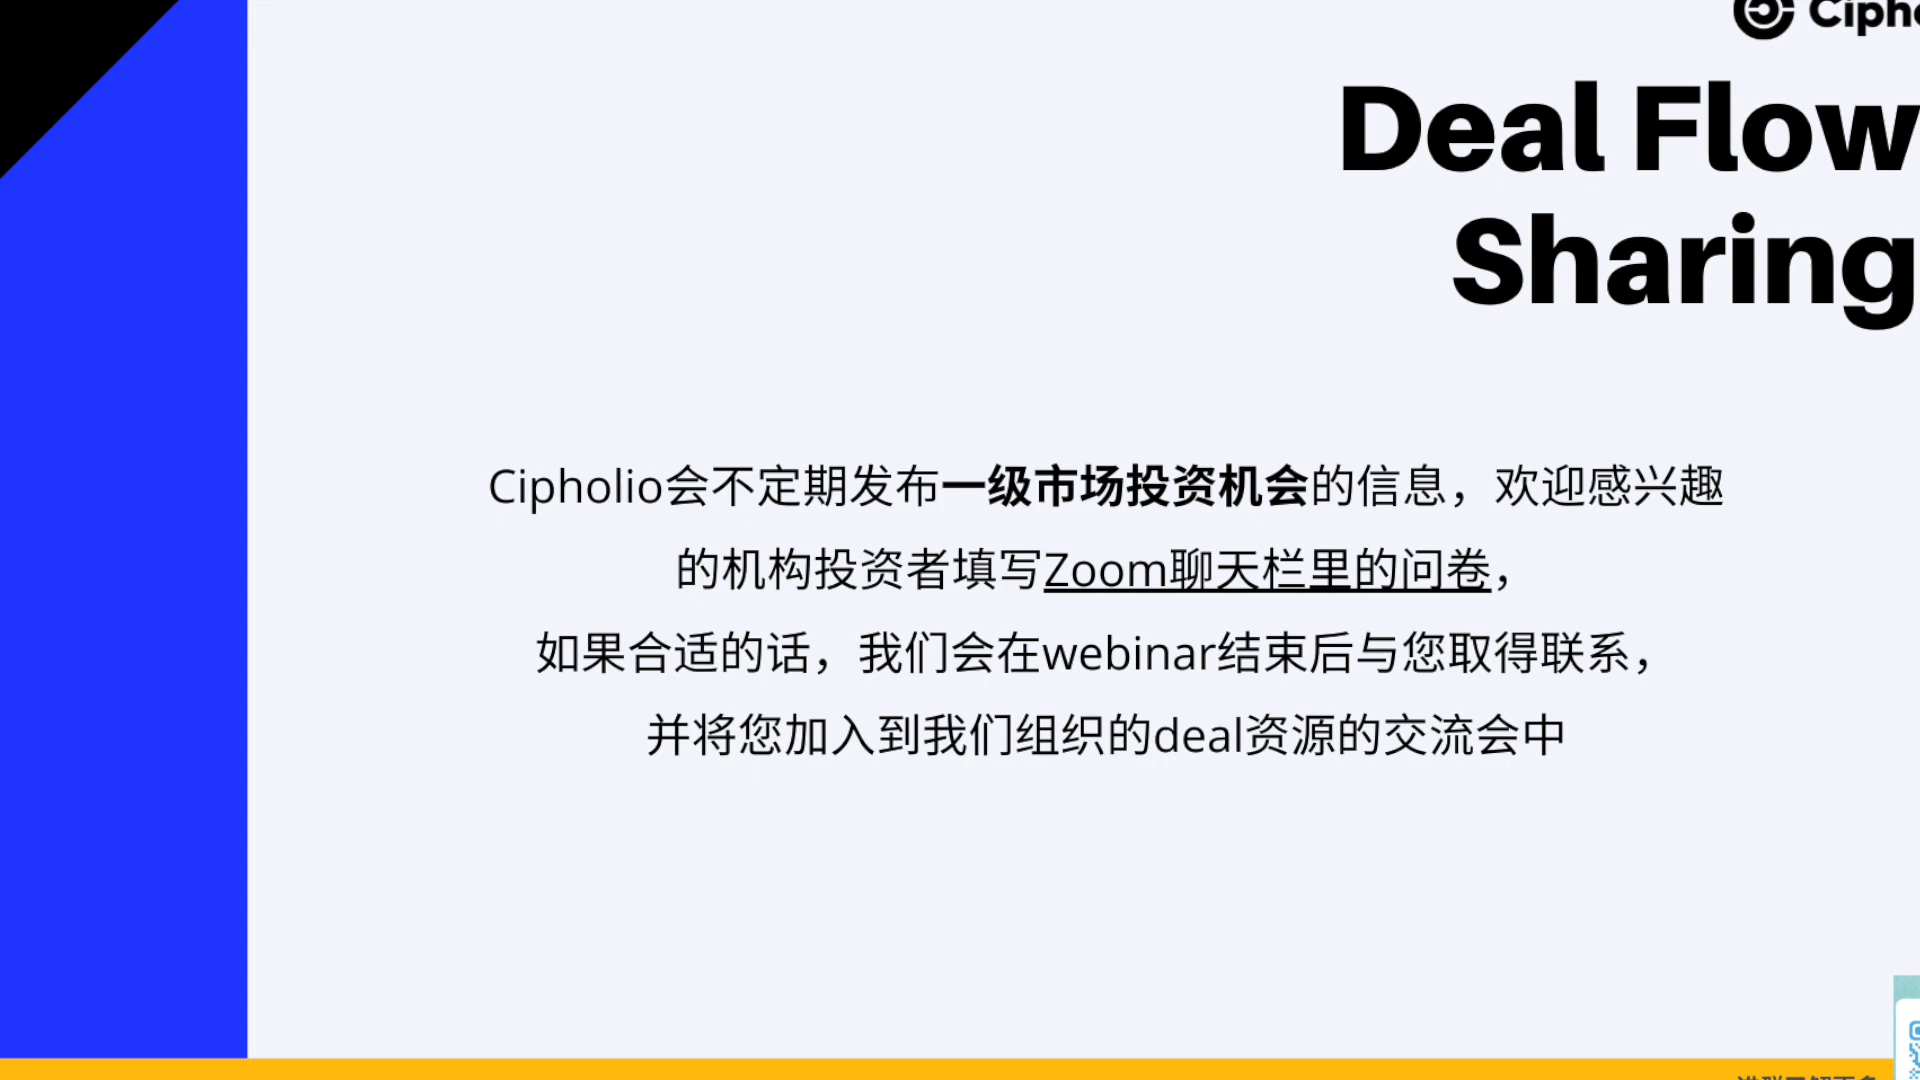 Deal Flow
Sharing
Cipholio会不定期发布一级市场投资机会的信息，欢迎感兴趣
的机构投资者填写Zoom聊天栏里的问卷，
如果合适的话，我们会在webinar结束后与您取得联系，
并将您加入到我们组织的deal资源的交流会中